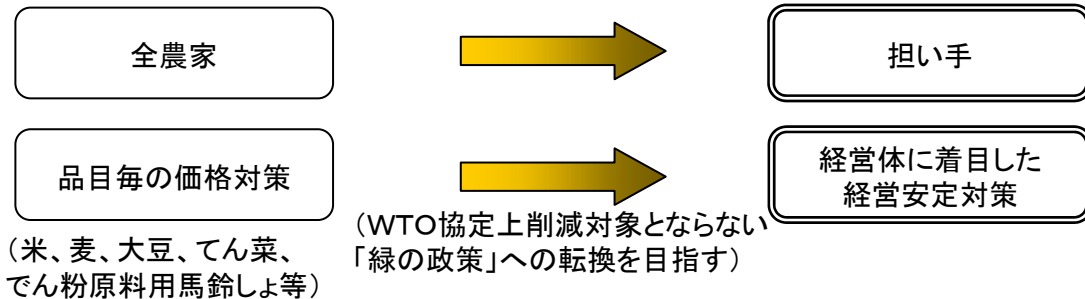 全農家
担い手
品目毎の価格対策
経営体に着目した
経営安定対策
（ＷＴＯ協定上削減対象とならない
「緑の政策」への転換を目指す）
（米、麦、大豆、てん菜、
でん粉原料用馬鈴しょ等）